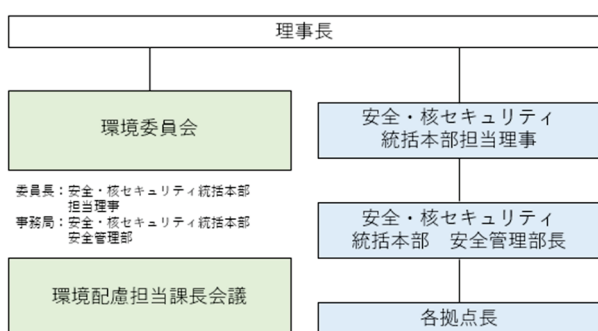 理事長
環境委員会
委員長：安全・核セキュリティ統括本部
担当理事
事務局：安全・核セキュリティ統括本部
安全管理部
環境配慮担当課長会議
安全・核セキュリティ
統括本部担当理事
安全・核セキュリティ
統括本部　安全管理部長
各拠点長